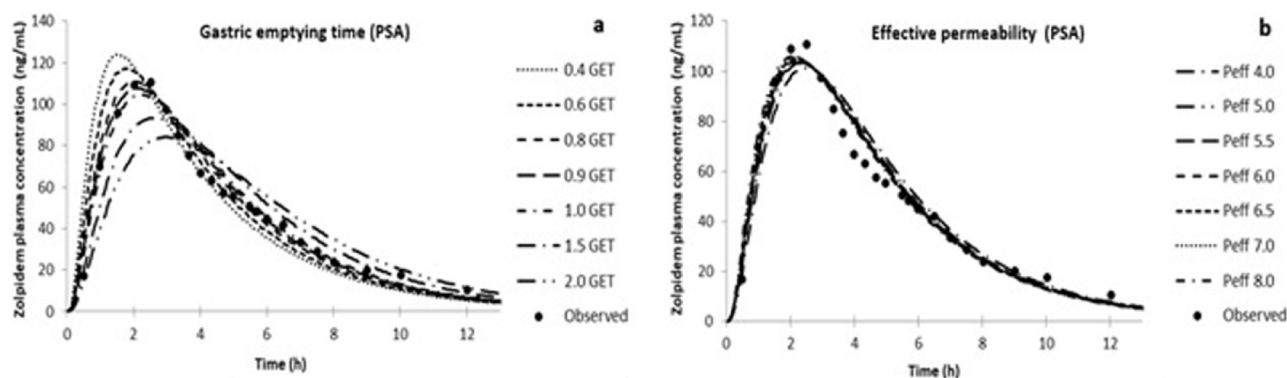 Gastric emptying time (PSA)
a
Zolpidem plasma concentration (ng/mL)
140
120
100
80
60
40
20
0
0 2 4 6 8 10 12
Time (h)
0.4 GET
0.6 GET
0.8 GET
0.9 GET
1.0 GET
1.5 GET
2.0 GET
Observed
Effective permeability (PSA)
b
Zolpidem plasma concentration (ng/mL)
120
100
80
60
40
20
0
0 2 4 6 8 10 12
Time (h)
Peff 4.0
Peff 5.0
Peff 5.5
Peff 6.0
Peff 6.5
Peff 7.0
Peff 8.0
Observed